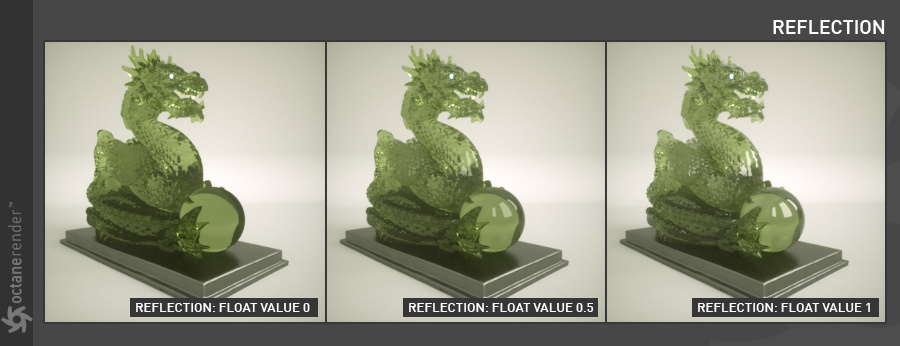 REFLECTION
REFLECTION: FLOAT VALUE 0
REFLECTION: FLOAT VALUE 0.5
REFLECTION: FLOAT VALUE 1
octanerender™